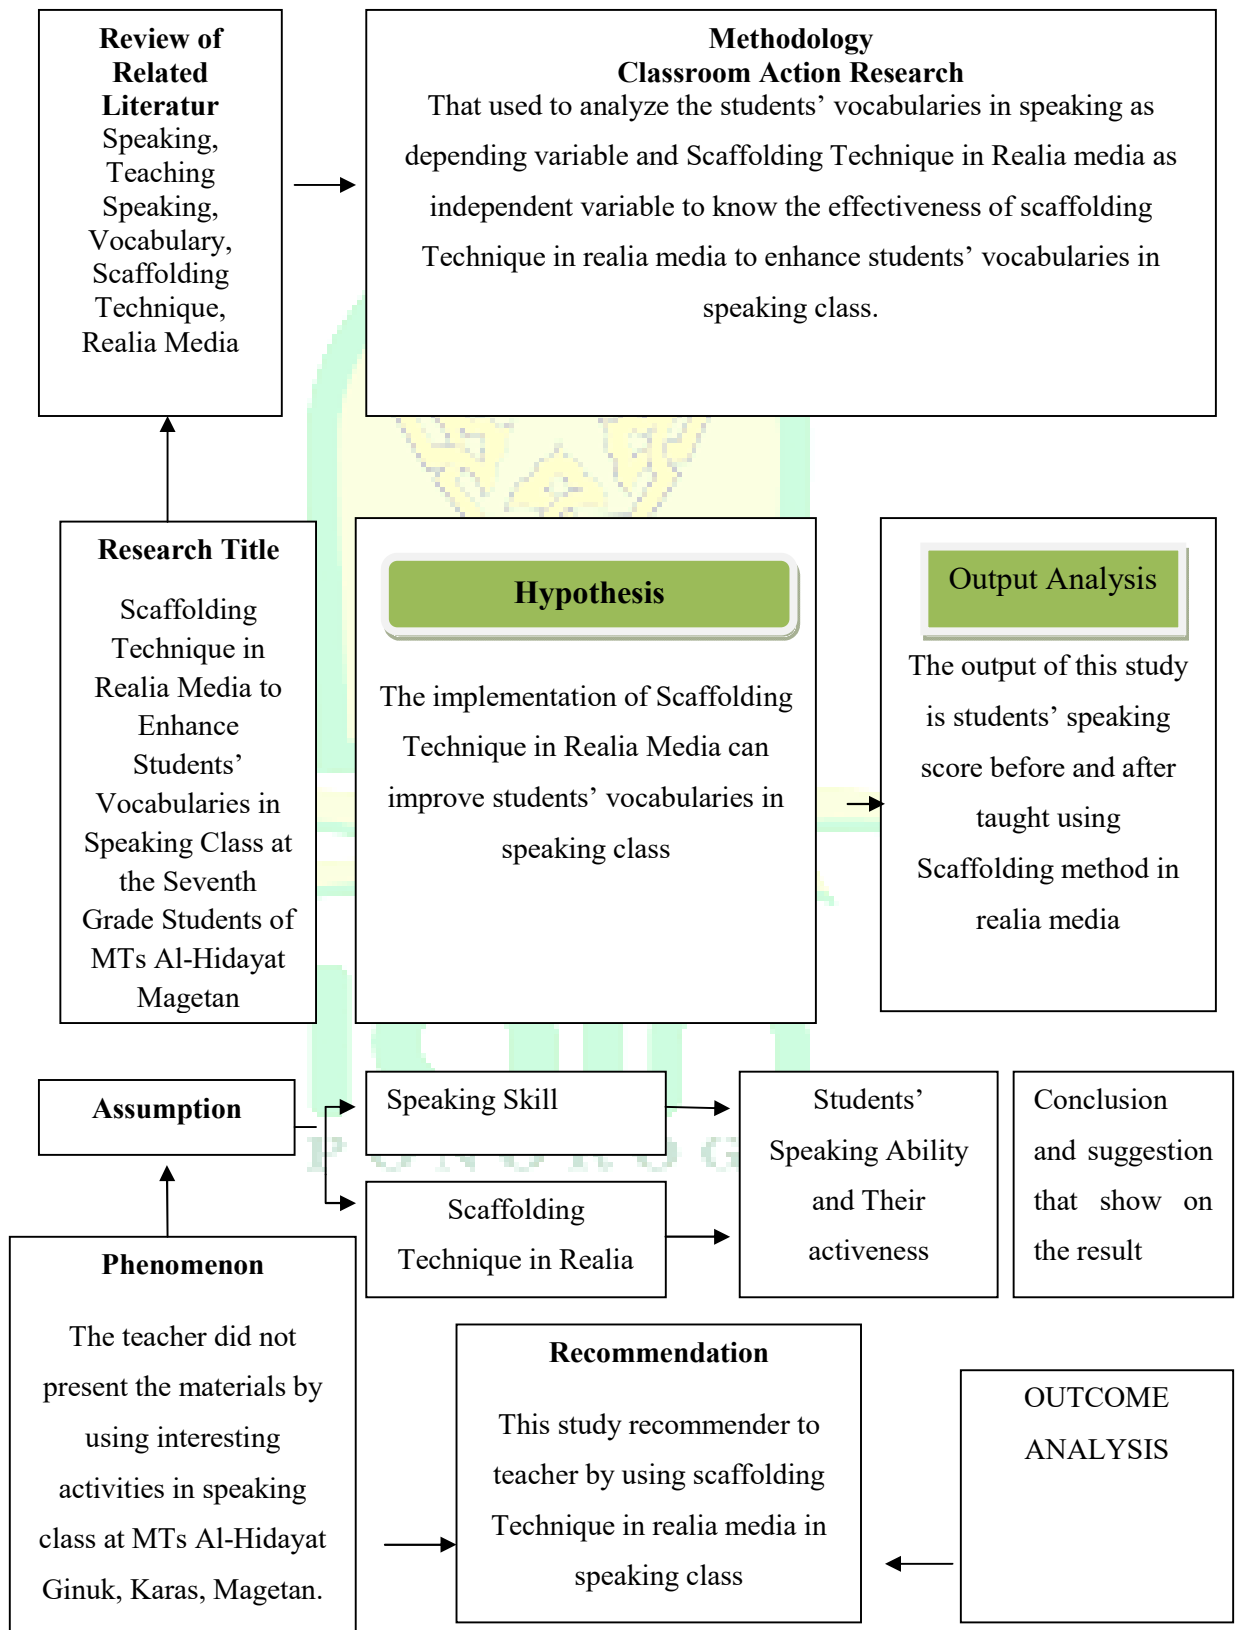 Review of
Related
Literatur
Speaking,
Teaching
Speaking,
Vocabulary,
Scaffolding
Technique,
Realia Media
Methodology
Classroom Action Research
That used to analyze the students’ vocabularies in speaking as
depending variable and Scaffolding Technique in Realia media as
independent variable to know the effectiveness of scaffolding
Technique in realia media to enhance students’ vocabularies in
speaking class.
Research Title
Scaffolding
Technique in
Realia Media to
Enhance
Students’
Vocabularies in
Speaking Class at
the Seventh
Grade Students of
MTs Al-Hidayat
Magetan
Hypothesis
The implementation of Scaffolding
Technique in Realia Media can
improve students’ vocabularies in
speaking class
Output Analysis
The output of this study
is students’ speaking
score before and after
taught using
Scaffolding method in
realia media
Assumption
Speaking Skill
Scaffolding
Technique in Realia
Students’
Speaking Ability
and Their
activeness
Conclusion
and suggestion
that show on
the result
Phenomenon
The teacher did not
present the materials by
using interesting
activities in speaking
class at MTs Al-Hidayat
Ginuk, Karas, Magetan.
Recommendation
This study recommender to
teacher by using scaffolding
Technique in realia media in
speaking class
OUTCOME
ANALYSIS